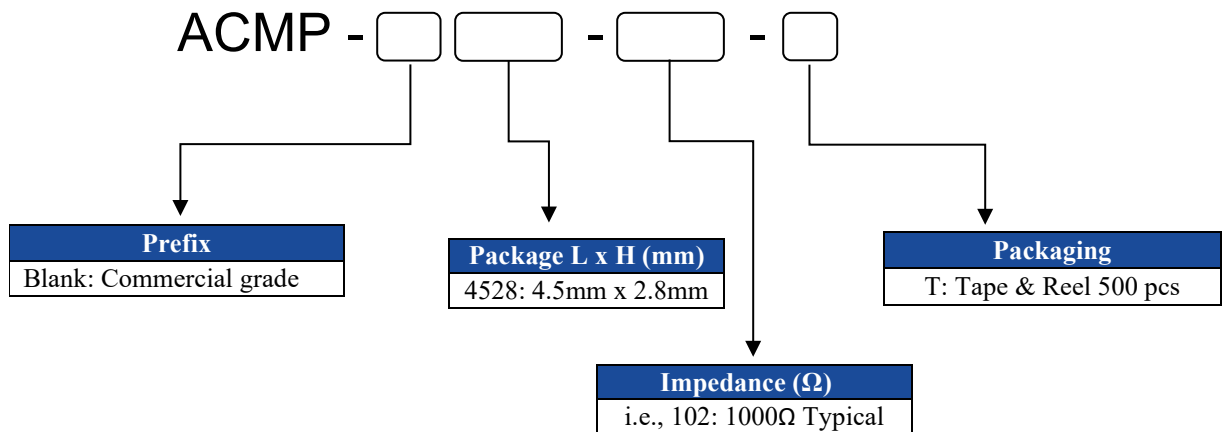 ACMP - -  -
Prefix
Blank: Commercial grade
Package L x H (mm)
4528: 4.5mm x 2.8mm
Packaging
T: Tape & Reel 500 pcs
Impedance (Ω)
i.e., 102: 1000Ω Typical